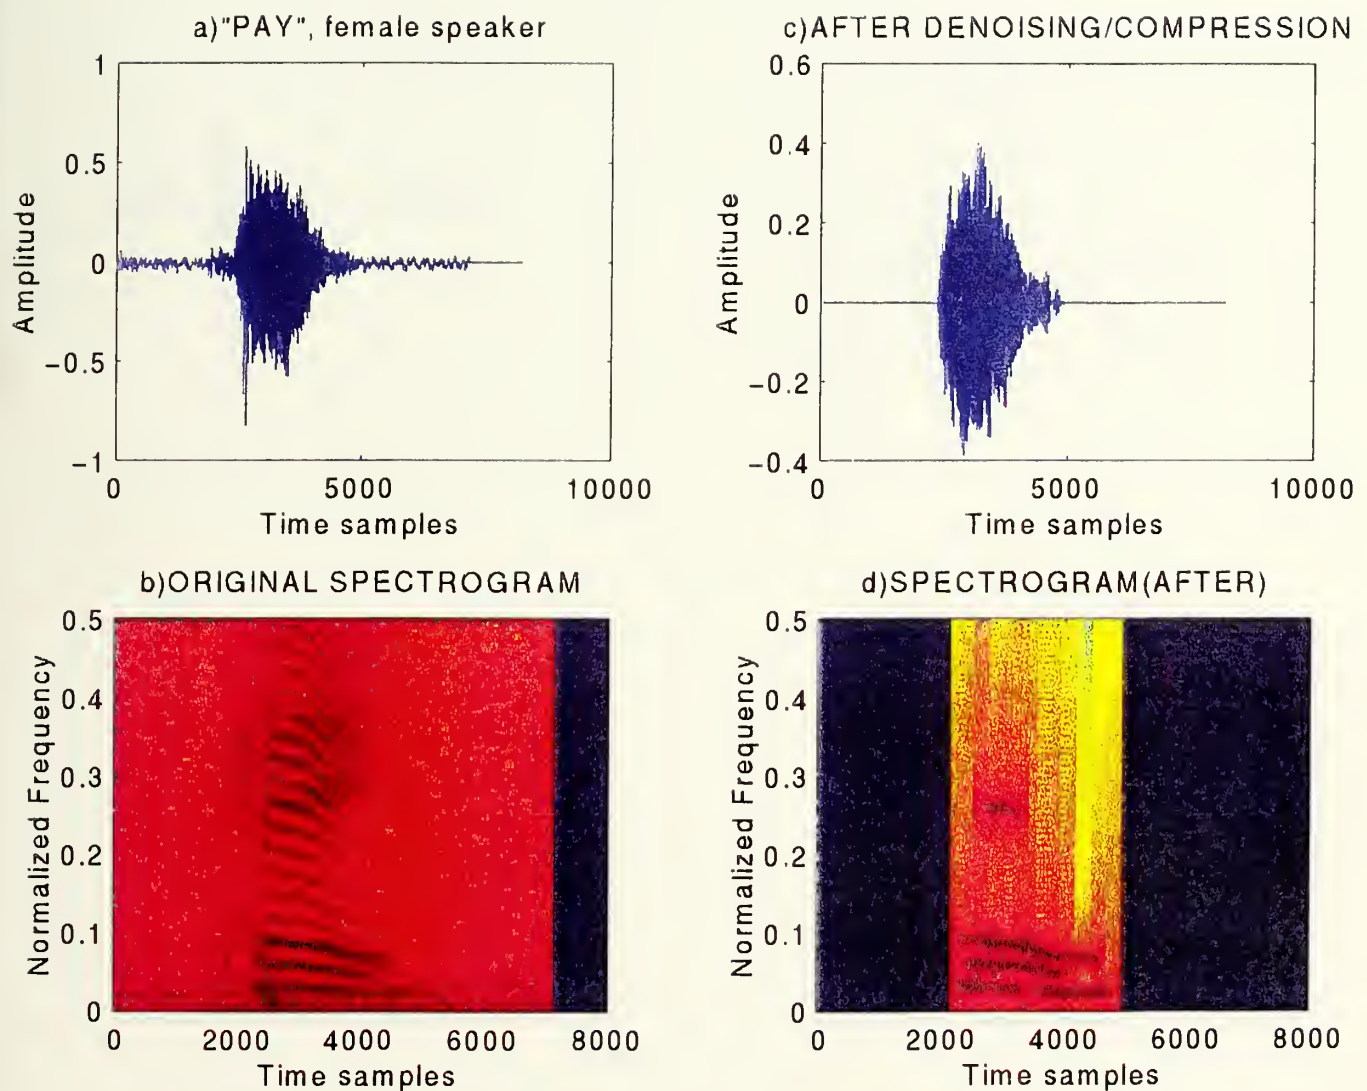 a)"PAY", female speaker
1
0.5
0
−0.5
−1
Amplitude
0 5000 10000
Time samples
c)AFTER DENOISING/COMPRESSION
0.6
0.4
0.2
0
−0.2
−0.4
Amplitude
0 5000 10000
Time samples
b)ORIGINAL SPECTROGRAM
0.5
0.4
0.3
0.2
0.1
0
Normalized Frequency
0 2000 4000 6000 8000
Time samples
d)SPECTROGRAM(AFTER)
0.5
0.4
0.3
0.2
0.1
0
Normalized Frequency
0 2000 4000 6000 8000
Time samples